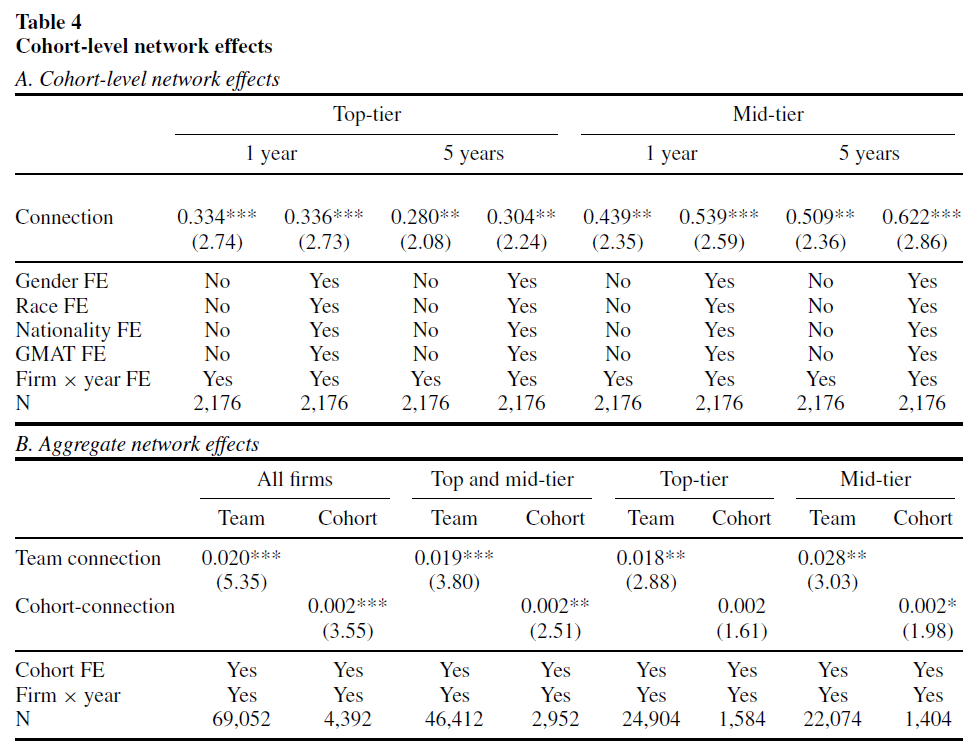 Table 4
Cohort-level network effects
A. Cohort-level network effects
Top-tier Mid-tier
1 year 5 years 1 year 5 years
Connection 0.334*** 0.336*** 0.280** 0.304** 0.439** 0.539*** 0.509** 0.622***
(2.74) (2.73) (2.08) (2.24) (2.35) (2.59) (2.36) (2.86)
Gender FE No Yes No Yes No Yes No Yes
Race FE No Yes No Yes No Yes No Yes
Nationality FE No Yes No Yes No Yes No Yes
GMAT FE No Yes No Yes No Yes No Yes
Firm × year FE Yes Yes Yes Yes Yes Yes Yes Yes
N 2,176 2,176 2,176 2,176 2,176 2,176 2,176 2,176
B. Aggregate network effects
All firms Top and mid-tier Top-tier Mid-tier
Team Cohort Team Cohort Team Cohort Team Cohort
Team connection 0.020*** 0.019*** 0.018** 0.028**
(5.35) (3.80) (2.88) (3.03)
Cohort-connection 0.002*** 0.002** 0.002 0.002*
(3.55) (2.51) (1.61) (1.98)
Cohort FE Yes Yes Yes Yes Yes Yes Yes Yes
Firm × year Yes Yes Yes Yes Yes Yes Yes Yes
N 69,052 4,392 46,412 2,952 24,904 1,584 22,074 1,404